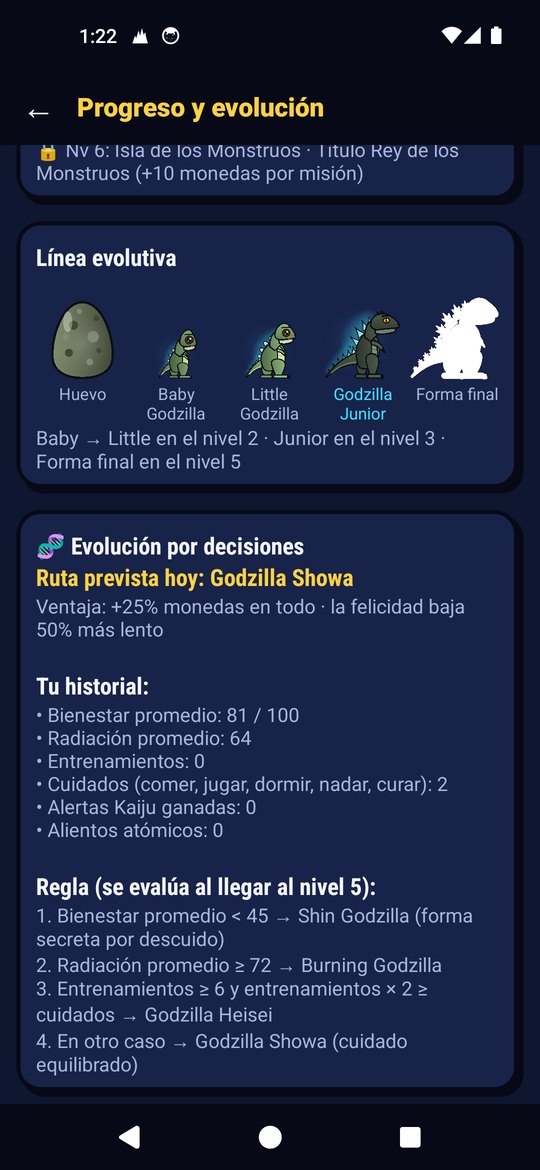 1:22
← Progreso y evolución
🔒 Nv 6: Isla de los Monstruos · Título Rey de los
Monstruos (+10 monedas por misión)
Línea evolutiva
Huevo
Baby
Godzilla
Little
Godzilla
Godzilla
Junior
Forma final
Baby → Little en el nivel 2 · Junior en el nivel 3 ·
Forma final en el nivel 5
🧬 Evolución por decisiones
Ruta prevista hoy: Godzilla Showa
Ventaja: +25% monedas en todo · la felicidad baja
50% más lento
Tu historial:
• Bienestar promedio: 81 / 100
• Radiación promedio: 64
• Entrenamientos: 0
• Cuidados (comer, jugar, dormir, nadar, curar): 2
• Alertas Kaiju ganadas: 0
• Alientos atómicos: 0
Regla (se evalúa al llegar al nivel 5):
1. Bienestar promedio < 45 → Shin Godzilla (forma
secreta por descuido)
2. Radiación promedio ≥ 72 → Burning Godzilla
3. Entrenamientos ≥ 6 y entrenamientos × 2 ≥
cuidados → Godzilla Heisei
4. En otro caso → Godzilla Showa (cuidado
equilibrado)